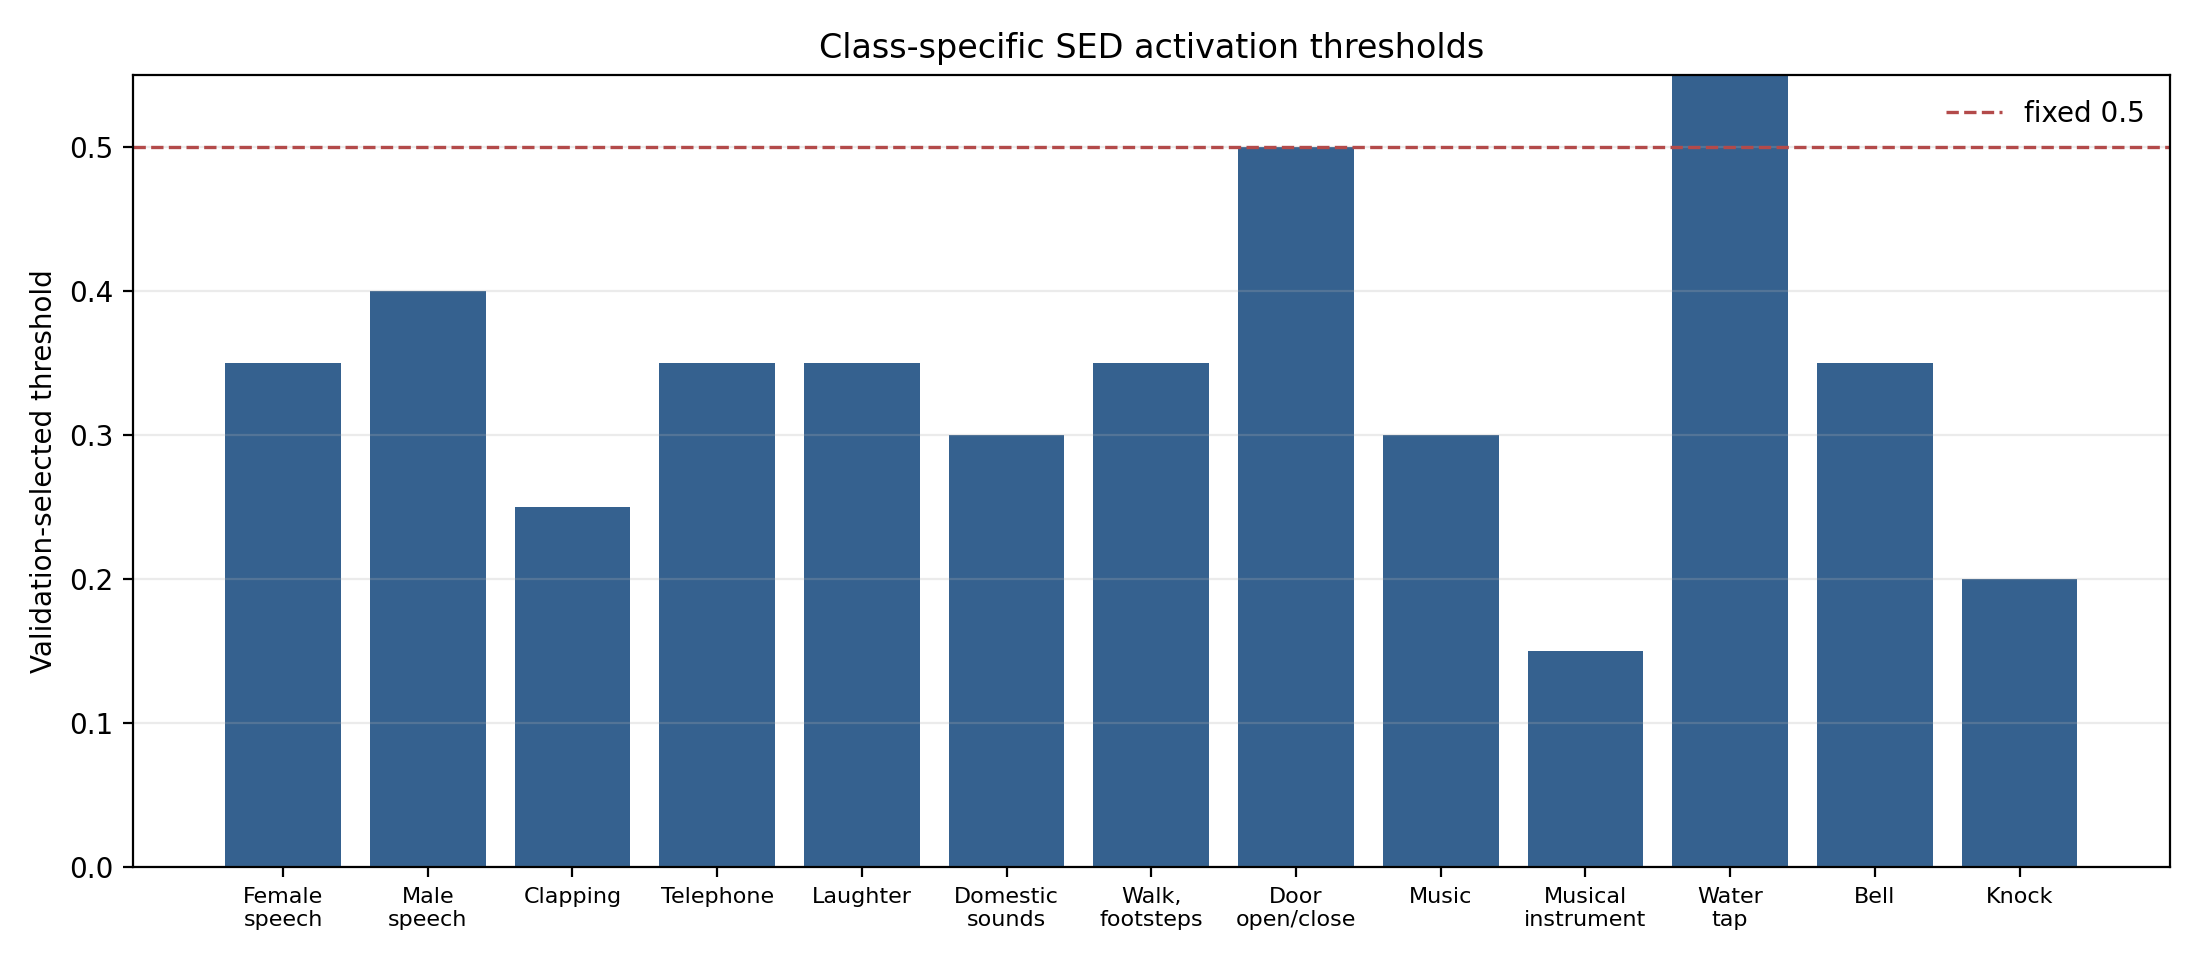 Class-specific SED activation thresholds
fixed 0.5
Validation-selected threshold
0.5
0.4
0.3
0.2
0.1
0.0
Female
speech
Male
speech
Clapping
Telephone
Laughter
Domestic
sounds
Walk,
footsteps
Door
open/close
Music
Musical
instrument
Water
tap
Bell
Knock